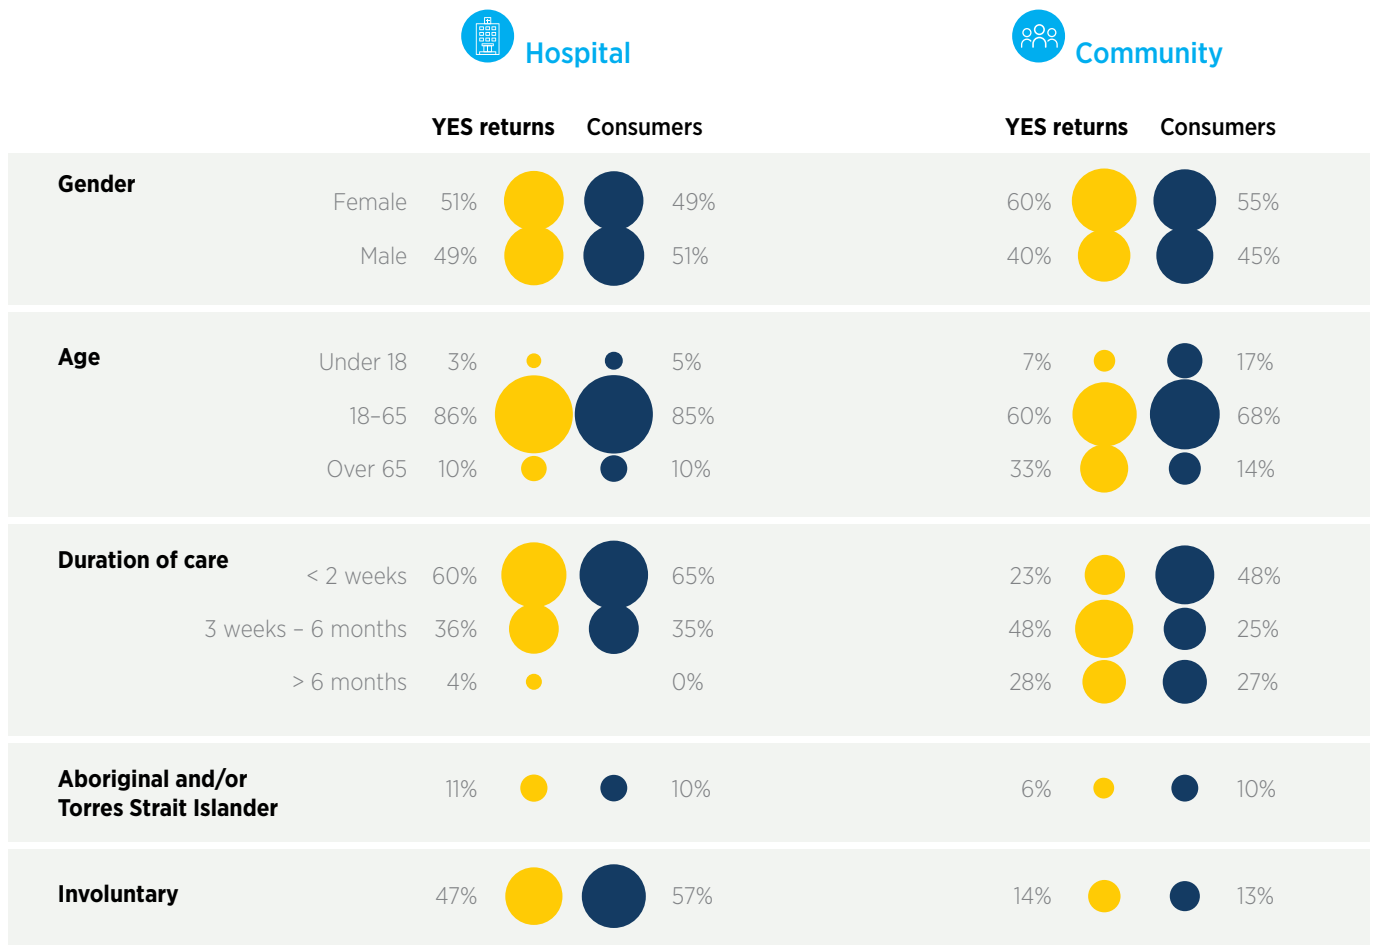 Hospital Community
YES returns Consumers YES returns Consumers
Gender
Female 51% 49% 60% 55%
Male 49% 51% 40% 45%
Age
Under 18 3% 5% 7% 17%
18–65 86% 85% 60% 68%
Over 65 10% 10% 33% 14%
Duration of care
< 2 weeks 60% 65% 23% 48%
3 weeks – 6 months 36% 35% 48% 25%
> 6 months 4% 0% 28% 27%
Aboriginal and/or
Torres Strait Islander
11% 10% 6% 10%
Involuntary 47% 57% 14% 13%